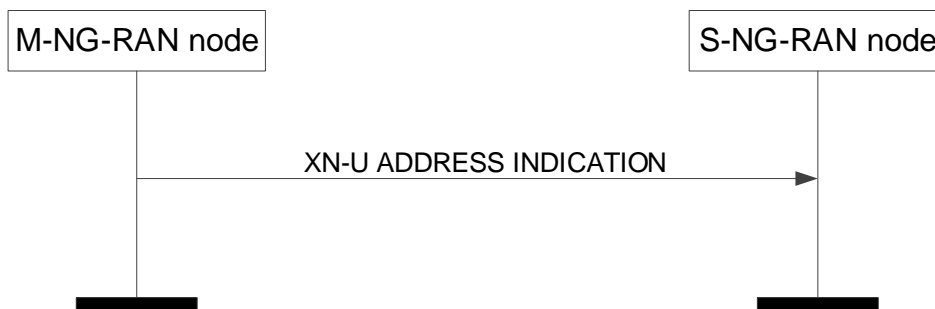 M-NG-RAN node
S-NG-RAN node
XN-U ADDRESS INDICATION